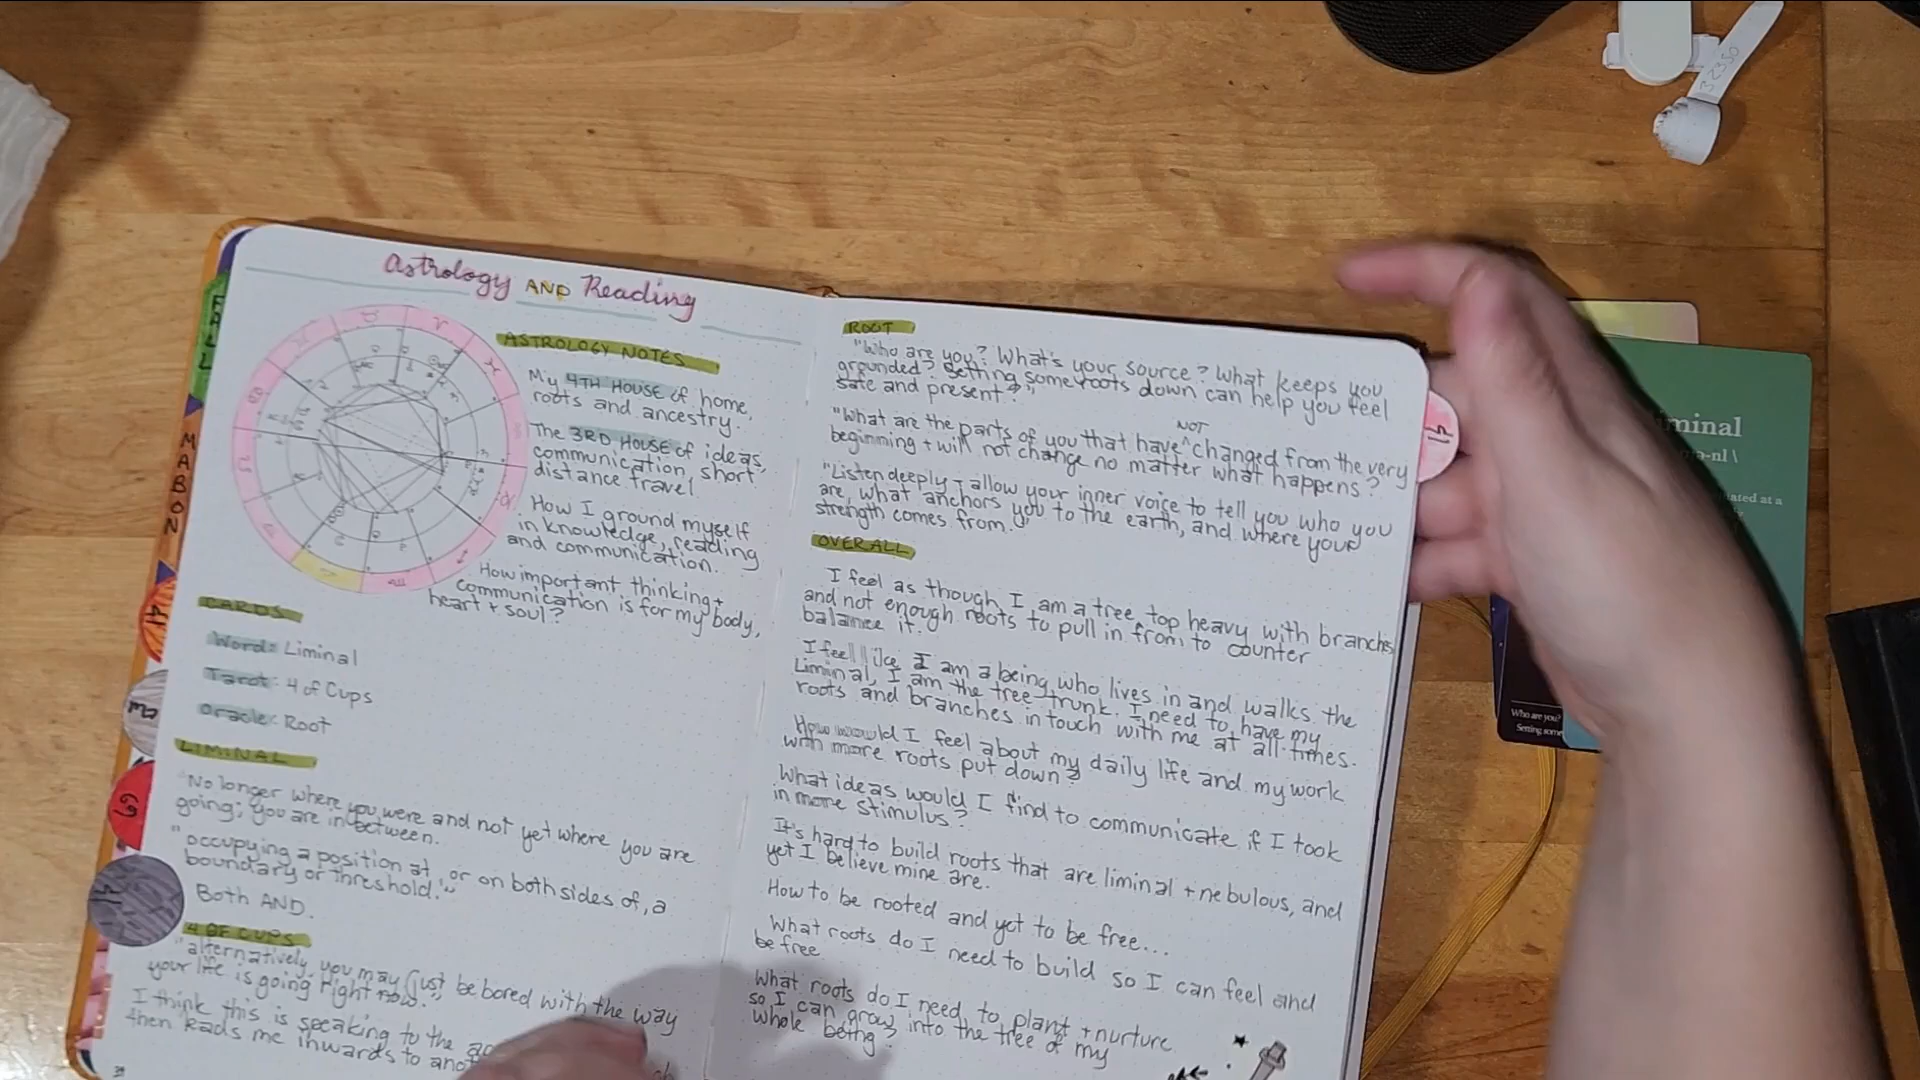 Astrology AND Reading
ASTROLOGY NOTES
My 4TH HOUSE of home,
roots and ancestry.
The 3RD HOUSE of ideas,
communication, short
distance travel.
How I ground myself
in knowledge, reading
and communication.
How important thinking +
communication is for my body,
heart + soul?
CARDS
Word: Liminal
Tarot: 4 of Cups
Oracle: Root
LIMINAL
"No longer where you were and not yet where you are
going; you are in between.
"occupying a position at, or on both sides of, a
boundary or threshold."
Both AND.
4 OF CUPS
"alternatively, you may just be bored with the way
your life is going right now."
I think this is speaking to the
then leads me inwards to
39
ROOT
"Who are you? What's your source? What keeps you
grounded? Setting some roots down can help you feel
safe and present?"
NOT
"What are the parts of you that have ^ changed from the very
beginning + will not change no matter what happens?
"Listen deeply – allow your inner voice to tell you who you
are, what anchors you to the earth, and where your
strength comes from."
OVERALL
I feel as though I am a tree top heavy with branches
and not enough roots to pull in from to counter
balance it.
I feel like I am a being who lives in and walks the
Liminal, I am the tree trunk. I need to have my
roots and branches in touch with me at all times.
How would I feel about my daily life and my work
with more roots put down?
What ideas would I find to communicate if I took
in more stimulus?
It's hard to build roots that are liminal + nebulous, and
yet I believe mine are.
How to be rooted and yet to be free...
What roots do I need to build so I can feel and
be free
What roots do I need to plant + nurture
so I can grow into the tree of my
whole being?
FALL
MABON
iminal
nl \
Who are you?
Setting some
32350